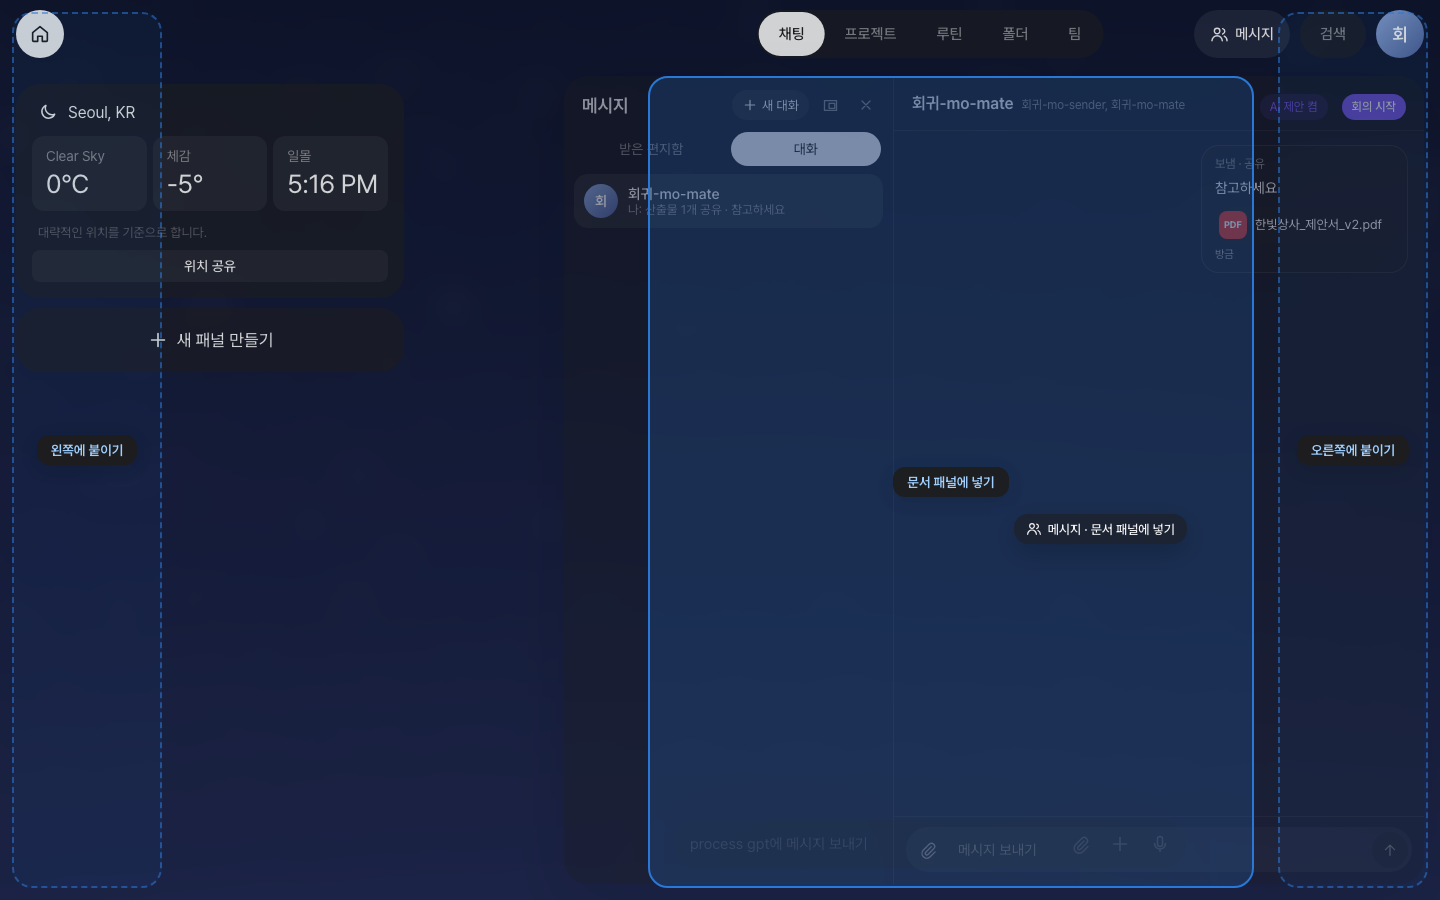 채팅
프로젝트
루틴
폴더
팀
메시지
검색
회
Seoul, KR
Clear Sky
0°C
체감
-5°
일몰
5:16 PM
대략적인 위치를 기준으로 합니다.
위치 공유
새 패널 만들기
메시지
새 대화
받은 편지함
대화
회
회귀-mo-mate
나: 산출물 1개 공유 · 참고하세요
회귀-mo-mate 회귀-mo-sender, 회귀-mo-mate
AI 제안 컴
회의 시작
보냄 · 공유
참고하세요
PDF
한빛상사_제안서_v2.pdf
방금
왼쪽에 붙이기
문서 패널에 넣기
메시지 · 문서 패널에 넣기
오른쪽에 붙이기
process gpt에 메시지 보내기
메시지 보내기